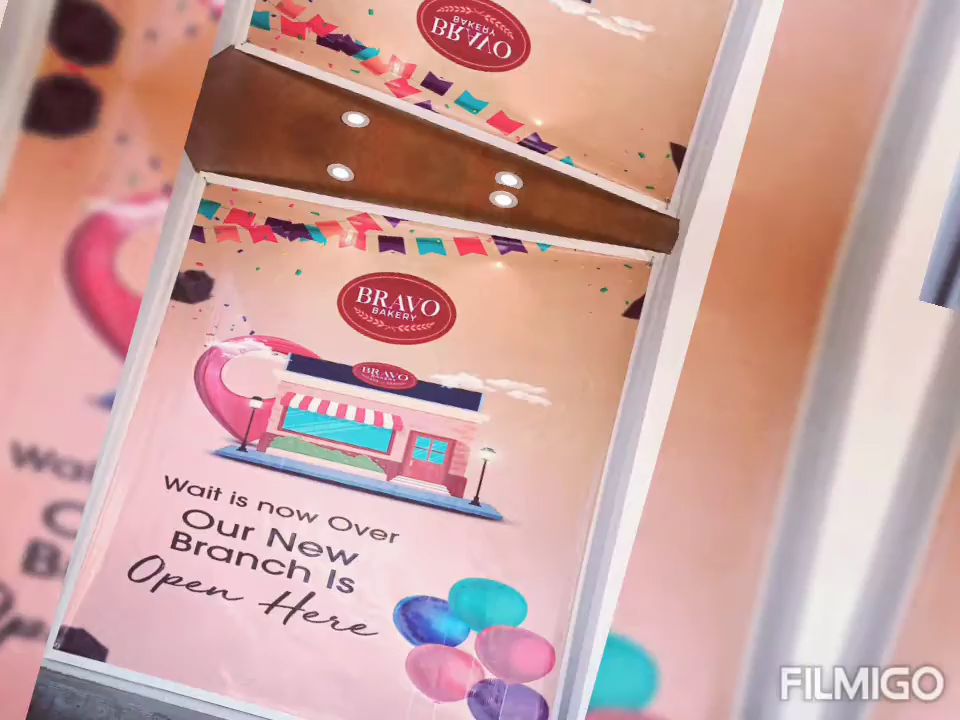 BAKERY
BRAVO
BRAVO
BAKERY
BRAVO
Wait is now Over
Our New
Branch Is
Open Here
FILMIGO